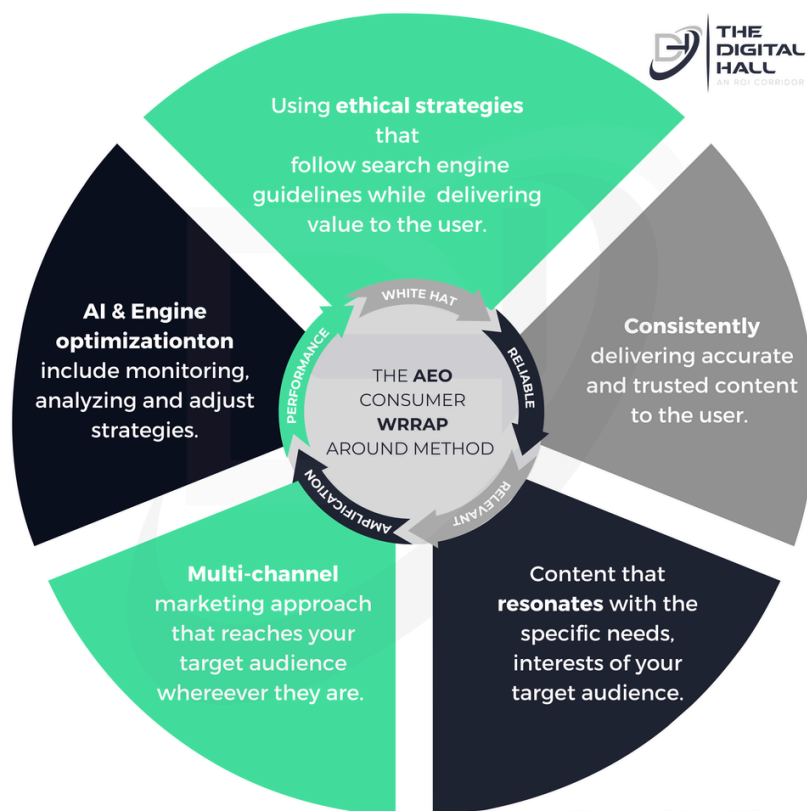 THE
DIGITAL
HALL
AN ROI CORRIDOR
Using ethical strategies
that
follow search engine
guidelines while delivering
value to the user.
AI & Engine
optimizationton
include monitoring,
analyzing and adjust
strategies.
Consistently
delivering accurate
and trusted content
to the user.
WHITE HAT
RELIABLE
RELEVANT
AMPLIFICATION
PERFORMANCE
THE AEO
CONSUMER
WRRAP
AROUND METHOD
Multi-channel
marketing approach
that reaches your
target audience
whereever they are.
Content that
resonates with the
specific needs,
interests of your
target audience.